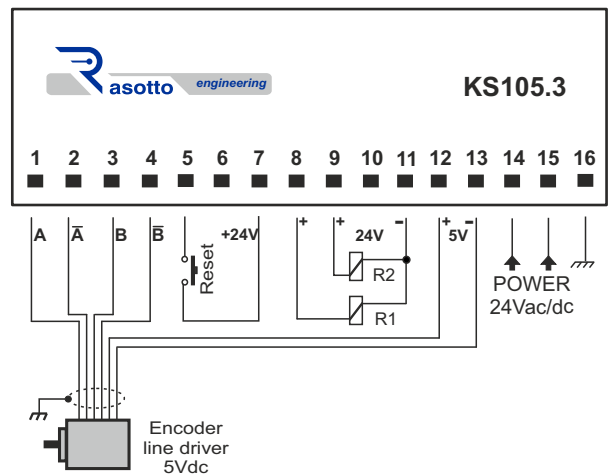 Rasotto engineering
KS105.3
1 2 3 4 5 6 7 8 9 10 11 12 13 14 15 16
A A̅ B B̅ Reset +24V + + 24V - + 5V -
R2
R1
POWER
24Vac/dc
Encoder
line driver
5Vdc